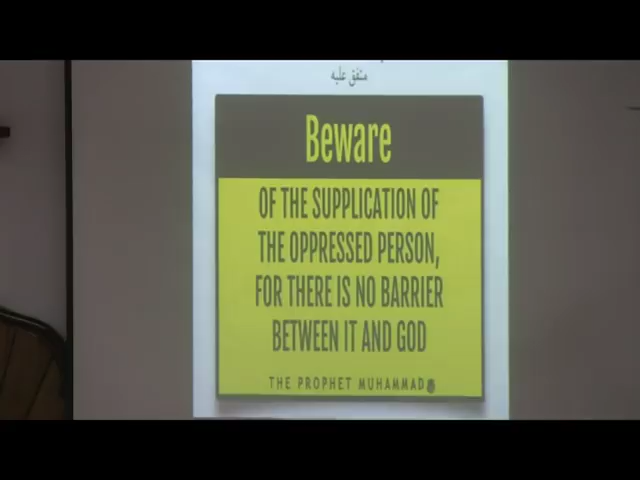 متفق عليه
Beware
OF THE SUPPLICATION OF
THE OPPRESSED PERSON,
FOR THERE IS NO BARRIER
BETWEEN IT AND GOD
THE PROPHET MUHAMMAD